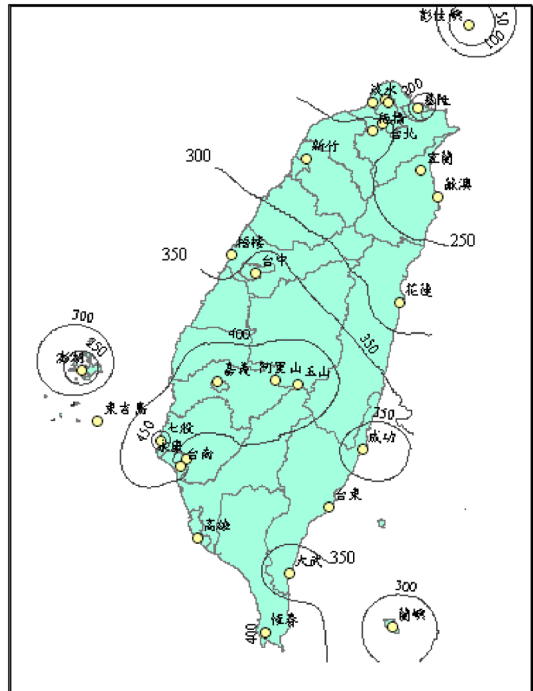 彭佳嶼
50
100
淡水
200
基隆
板橋
台北
新竹
宜蘭
300
蘇澳
250
梧棲
350
台中
花蓮
300
400
350
250
澎湖
嘉義
阿里山
玉山
東吉島
七股
350
450
成功
永康
台南
台東
高雄
大武
350
300
蘭嶼
恆春
400